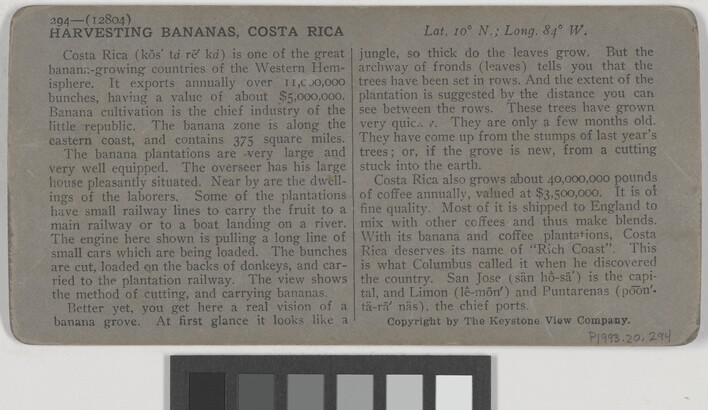 294—(12804)
HARVESTING BANANAS, COSTA RICA
Lat. 10° N.; Long. 84° W.
Costa Rica (kōs' tȧ rē' kȧ) is one of the great
banana-growing countries of the Western Hem-
isphere. It exports annually over
bunches, having a value of about $5,000,000.
Banana cultivation is the chief industry of the
little republic. The banana zone is along the
eastern coast, and contains 375 square miles.
The banana plantations are very large and
very well equipped. The overseer has his large
house pleasantly situated. Near by are the dwell-
ings of the laborers. Some of the plantations
have small railway lines to carry the fruit to a
main railway or to a boat landing on a river.
The engine here shown is pulling a long line of
small cars which are being loaded. The bunches
are cut, loaded on the backs of donkeys, and car-
ried to the plantation railway. The view shows
the method of cutting, and carrying bananas.
Better yet, you get here a real vision of a
banana grove. At first glance it looks like a
jungle, so thick do the leaves grow. But the
archway of fronds (leaves) tells you that the
trees have been set in rows. And the extent of the
plantation is suggested by the distance you can
see between the rows. These trees have grown
very They are only a few months old.
They have come up from the stumps of last year's
trees; or, if the grove is new, from a cutting
stuck into the earth.
Costa Rica also grows about 40,000,000 pounds
of coffee annually, valued at $3,500,000. It is of
fine quality. Most of it is shipped to England to
mix with other coffees and thus make blends.
With its banana and coffee plantations, Costa
Rica deserves its name of "Rich Coast". This
is what Columbus called it when he discovered
the country. San Jose (sän hō-sā') is the capi-
tal, and Limon (lē-mōn') and Puntarenas (po͞on'-
tä-rā' näs), the chief ports.
Copyright by The Keystone View Company.
P1993.20.294